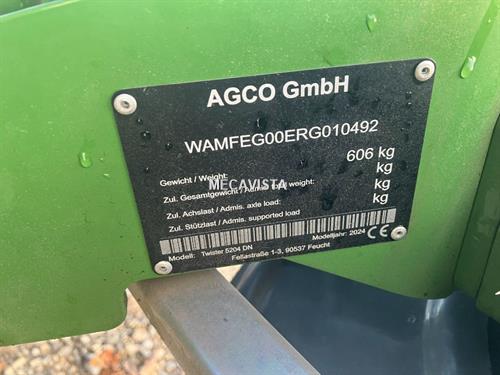 AGCO GmbH
WAMFEG00ERG010492
Gewicht / Weight: 606 kg
Zul. Gesamtgewicht / Admis. total weight: kg
Zul. Achslast / Admis. axle load: kg
Zul. Stützlast / Admis. supported load kg
MECAVISTA
Modell: Twister 5204 DN Modelljahr: 2024 CE
Fellastraße 1-3, 90537 Feucht